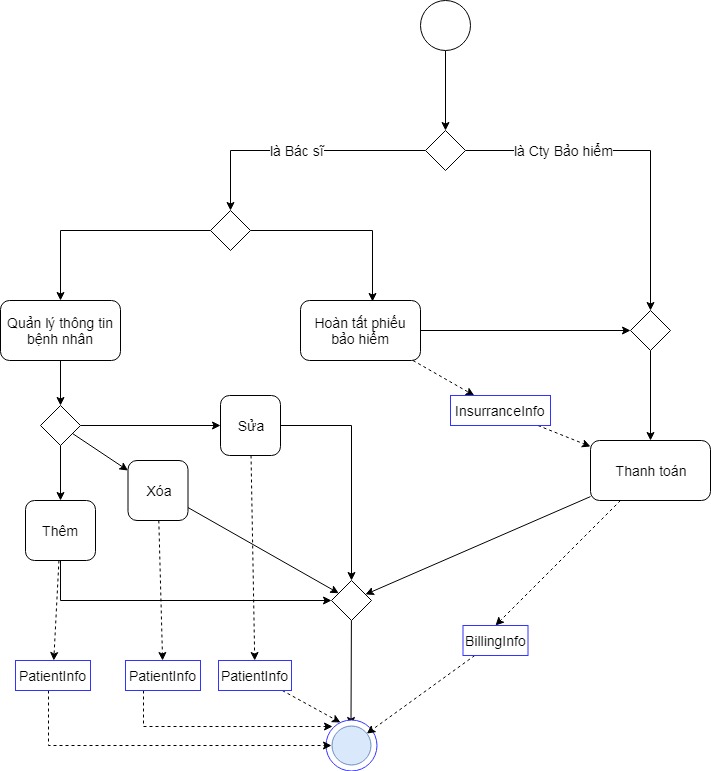 là Bác sĩ
là Cty Bảo hiểm
Quản lý thông tin
bệnh nhân
Hoàn tất phiếu
bảo hiểm
InsurranceInfo
Sửa
Thanh toán
Xóa
Thêm
BillingInfo
PatientInfo
PatientInfo
PatientInfo